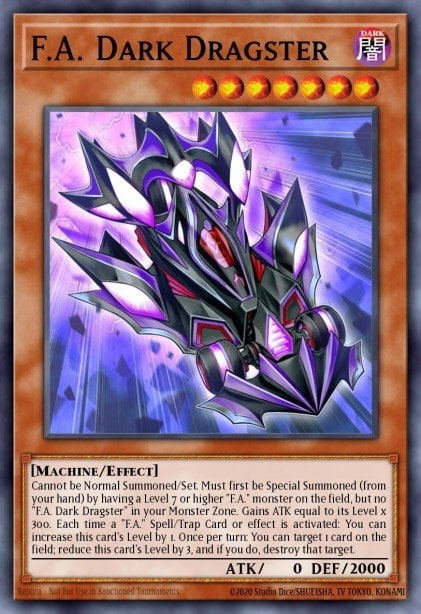 F.A. Dark Dragster
DARK
闇
[Machine/Effect]
Cannot be Normal Summoned/Set. Must first be Special Summoned (from
your hand) by having a Level 7 or higher "F.A." monster on the field, but no
"F.A. Dark Dragster" in your Monster Zone. Gains ATK equal to its Level x
300. Each time a "F.A." Spell/Trap Card or effect is activated: You can
increase this card's Level by 1. Once per turn: You can target 1 card on the
field; reduce this card's Level by 3, and if you do, destroy that target.
ATK/ 0 DEF/2000
Replica - Not For Use in Sanctioned Tournaments
©2020 Studio Dice/SHUEISHA, TV TOKYO, KONAMI